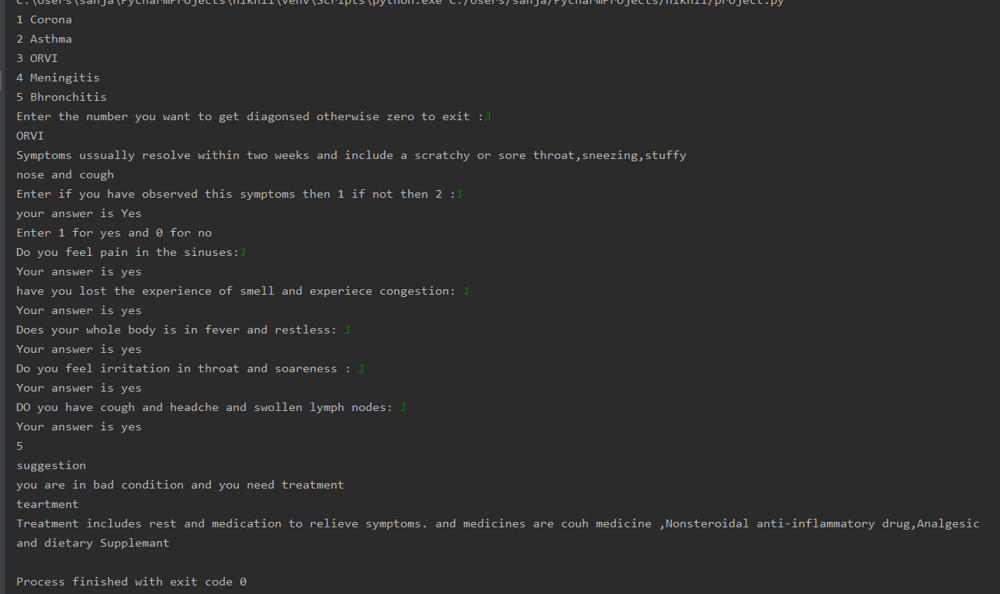 C:\Users\sanja\PycharmProjects\nikhil\venv\Scripts\python.exe C:/Users/sanja/PycharmProjects/nikhil/project.py
1 Corona
2 Asthma
3 ORVI
4 Meningitis
5 Bhronchitis
Enter the number you want to get diagonsed otherwise zero to exit :3
ORVI
Symptoms ussually resolve within two weeks and include a scratchy or sore throat,sneezing,stuffy
nose and cough
Enter if you have observed this symptoms then 1 if not then 2 :1
your answer is Yes
Enter 1 for yes and 0 for no
Do you feel pain in the sinuses:1
Your answer is yes
have you lost the experience of smell and experiece congestion: 1
Your answer is yes
Does your whole body is in fever and restless: 1
Your answer is yes
Do you feel irritation in throat and soareness : 1
Your answer is yes
DO you have cough and headche and swollen lymph nodes: 1
Your answer is yes
5
suggestion
you are in bad condition and you need treatment
teartment
Treatment includes rest and medication to relieve symptoms. and medicines are couh medicine ,Nonsteroidal anti-inflammatory drug,Analgesic
and dietary Supplemant
Process finished with exit code 0